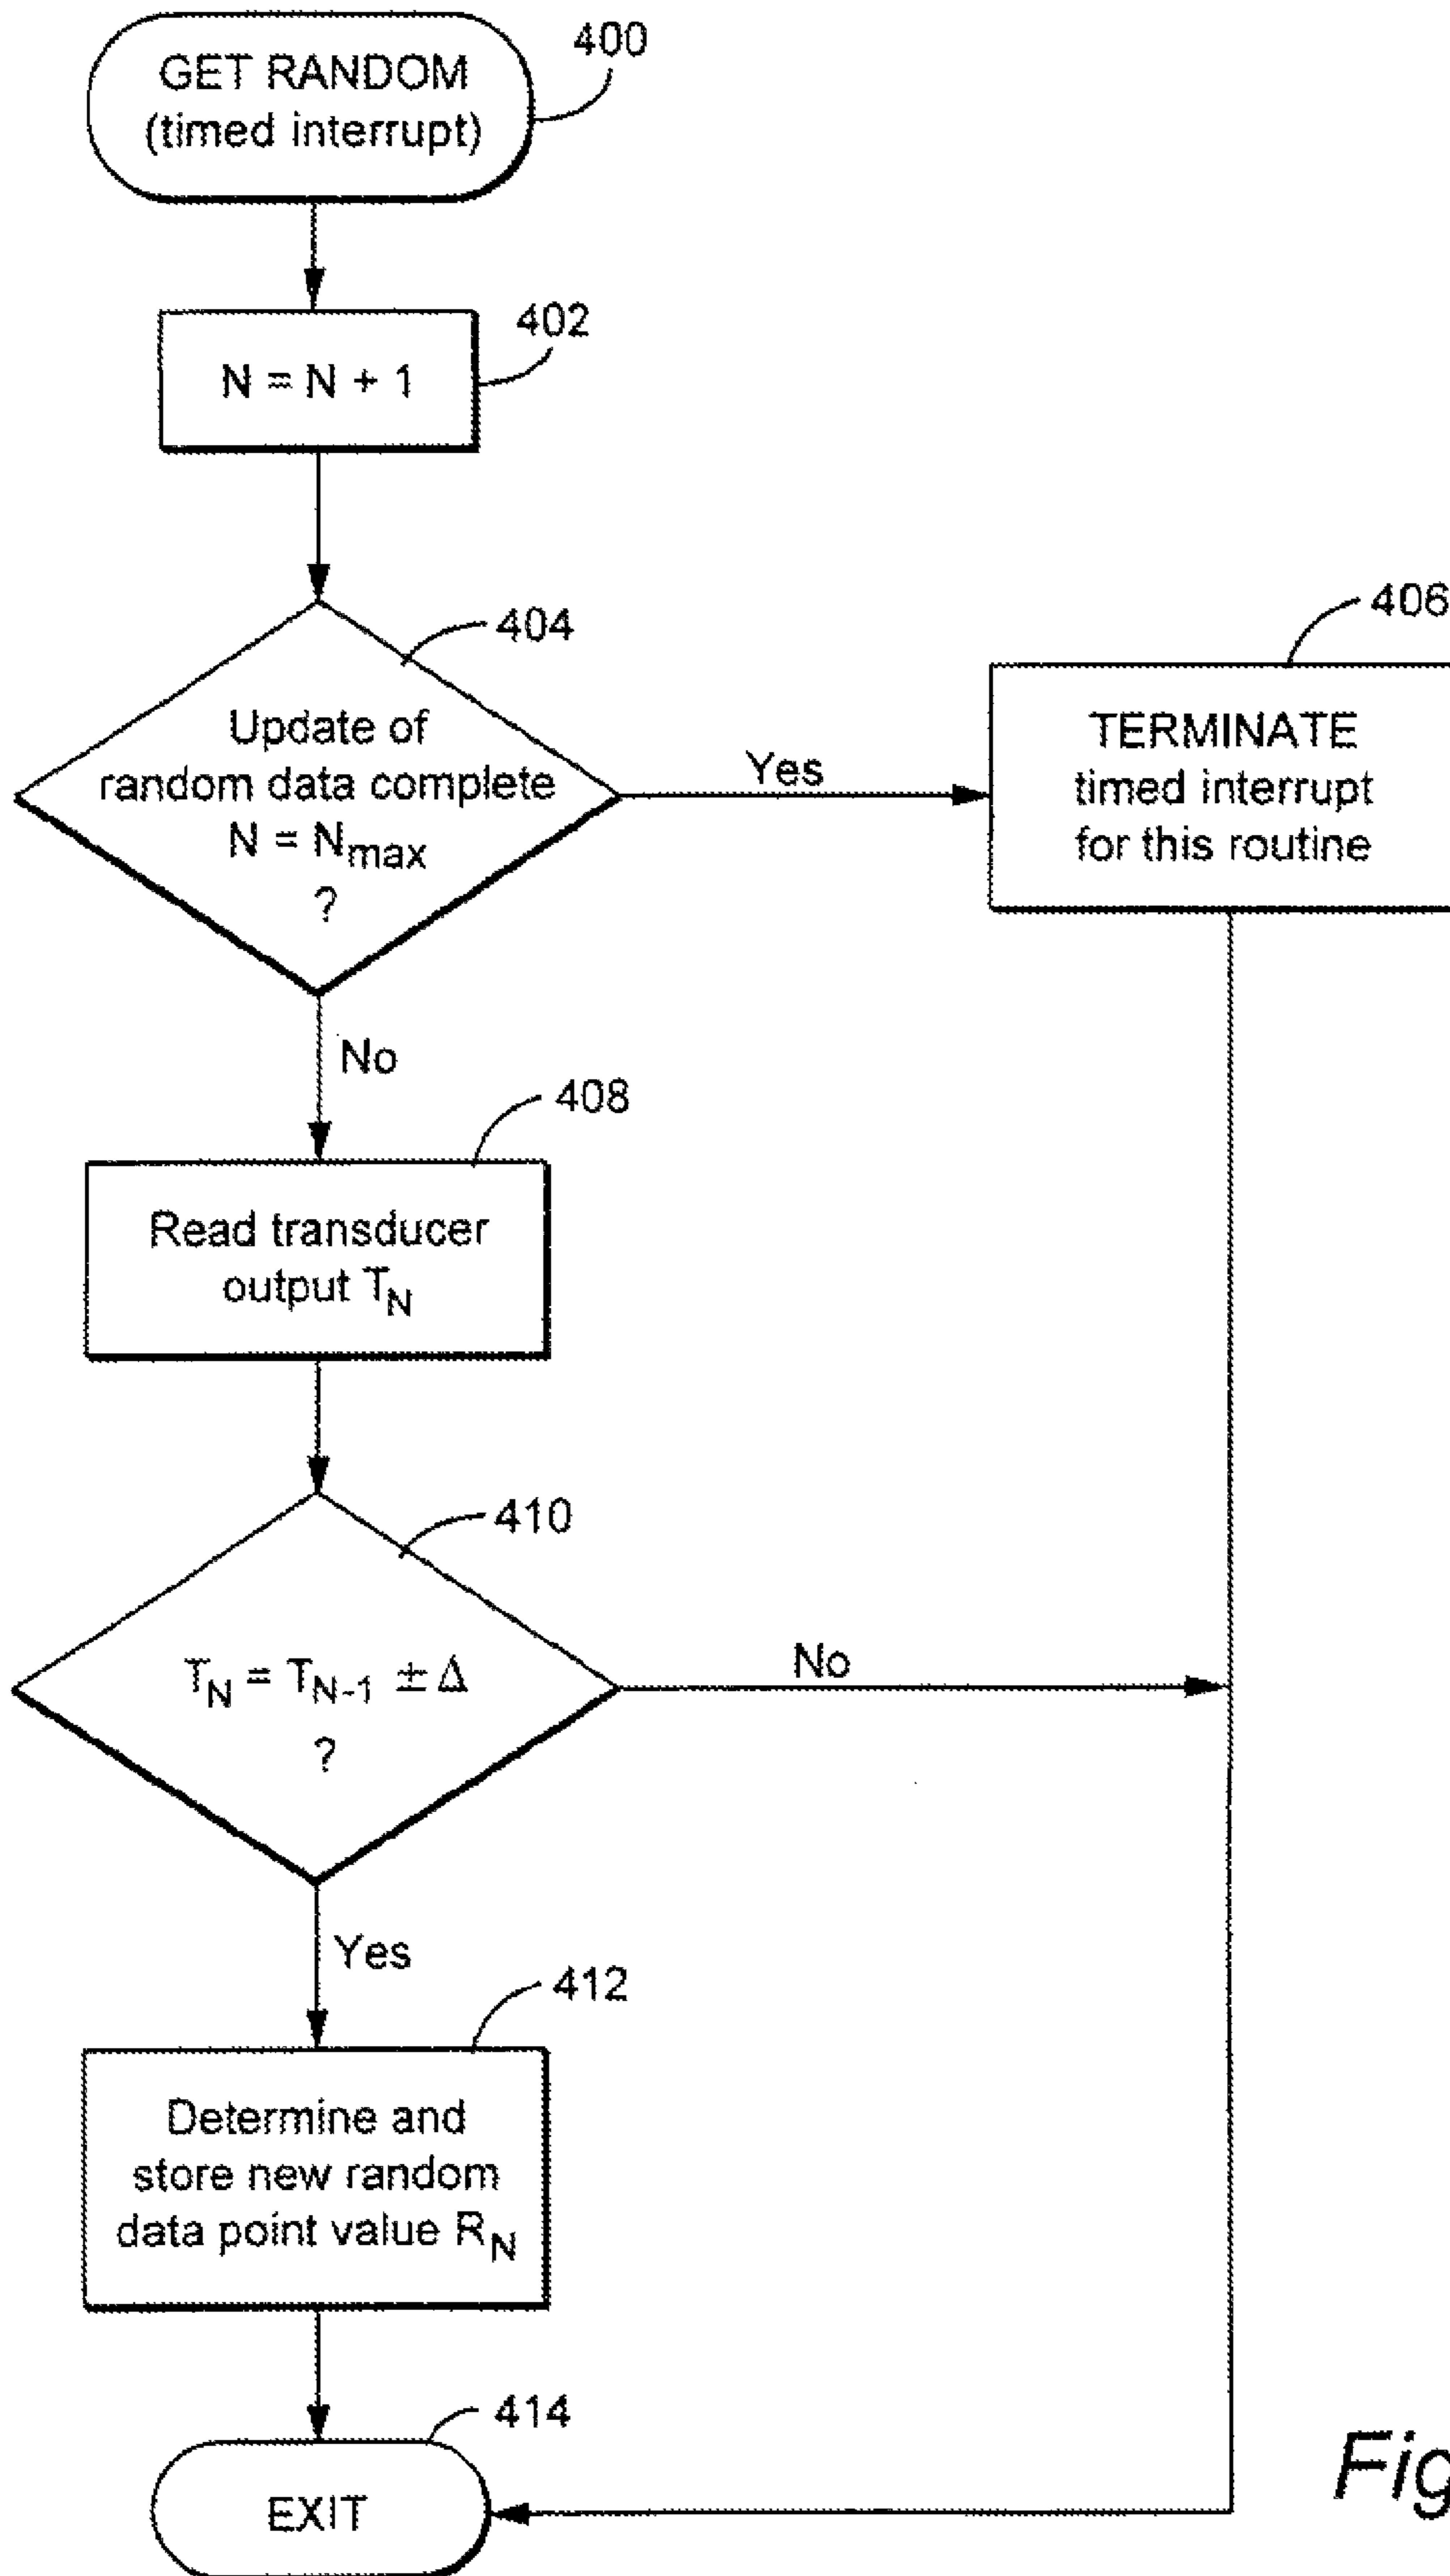 GET RANDOM
(timed interrupt)
400
N = N + 1
402
404
Update of
random data complete
N = Nmax
?
Yes
406
TERMINATE
timed interrupt
for this routine
No
408
Read transducer
output TN
410
TN = TN-1 ± Δ
?
No
Yes
412
Determine and
store new random
data point value RN
414
EXIT
Fig